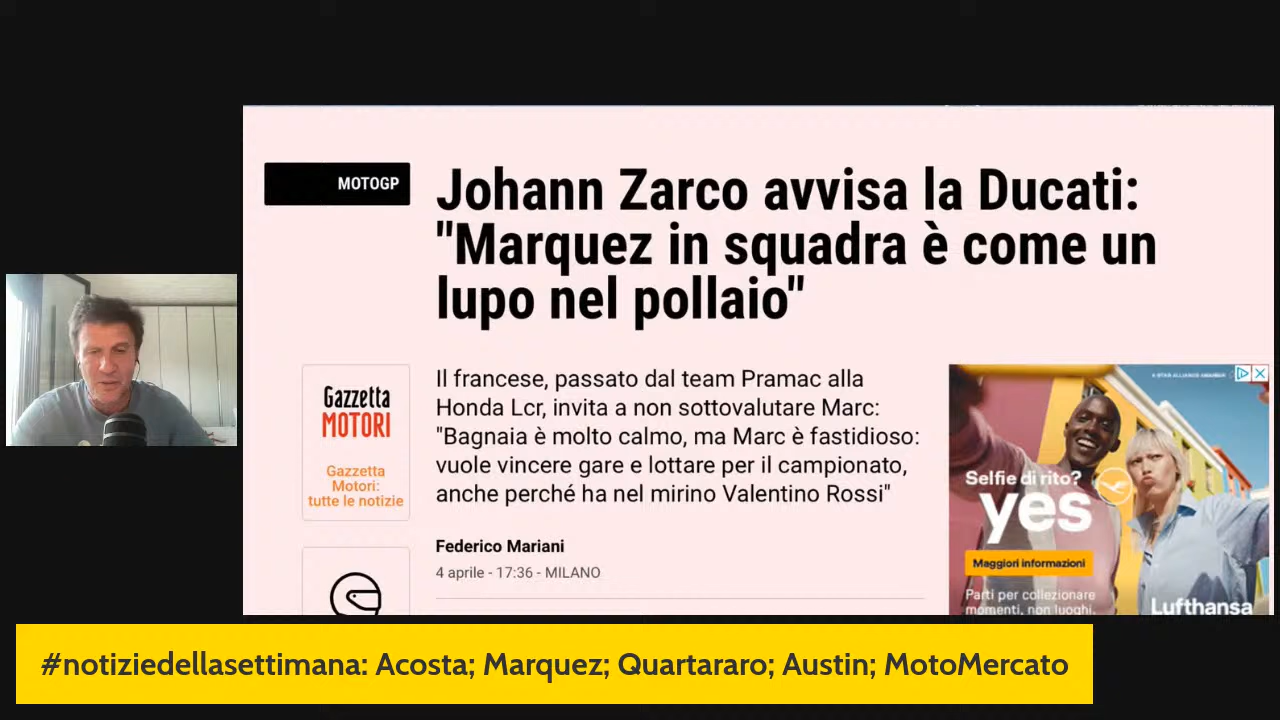 MOTOGP
Johann Zarco avvisa la Ducati:
"Marquez in squadra è come un
lupo nel pollaio"
Gazzetta
MOTORI
Gazzetta
Motori:
tutte le notizie
Il francese, passato dal team Pramac alla
Honda Lcr, invita a non sottovalutare Marc:
"Bagnaia è molto calmo, ma Marc è fastidioso:
vuole vincere gare e lottare per il campionato,
anche perché ha nel mirino Valentino Rossi"
Federico Mariani
4 aprile - 17:36 - MILANO
A STAR ALLIANCE MEMBER
Selfie di rito?
yes
Maggiori informazioni
Parti per collezionare
momenti, non luoghi.
Lufthansa
#notiziedellasettimana: Acosta; Marquez; Quartararo; Austin; MotoMercato